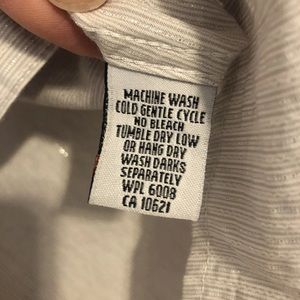 MACHINE WASH
COLD GENTLE CYCLE
NO BLEACH
TUMBLE DRY LOW
OR HANG DRY
WASH DARKS
SEPARATELY
WPL 6008
CA 10621